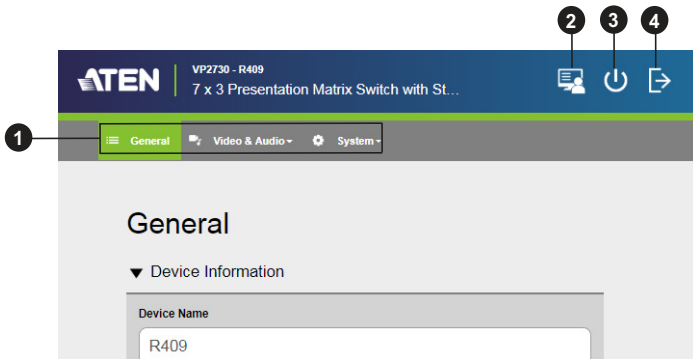 2 3 4
ATEN
VP2730 - R409
7 x 3 Presentation Matrix Switch with St...
1
General Video & Audio System
General
Device Information
Device Name
R409